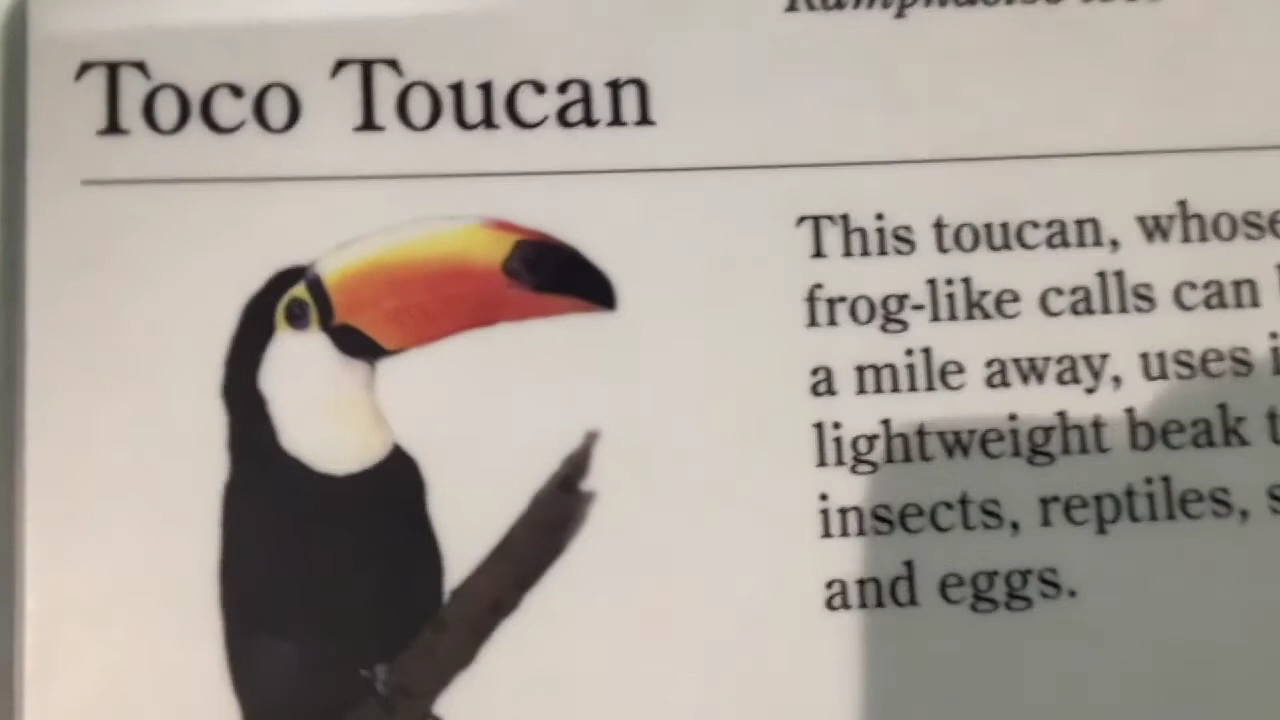 Toco Toucan
This toucan, whose
frog-like calls can
a mile away, uses
lightweight beak
insects, reptiles,
and eggs.